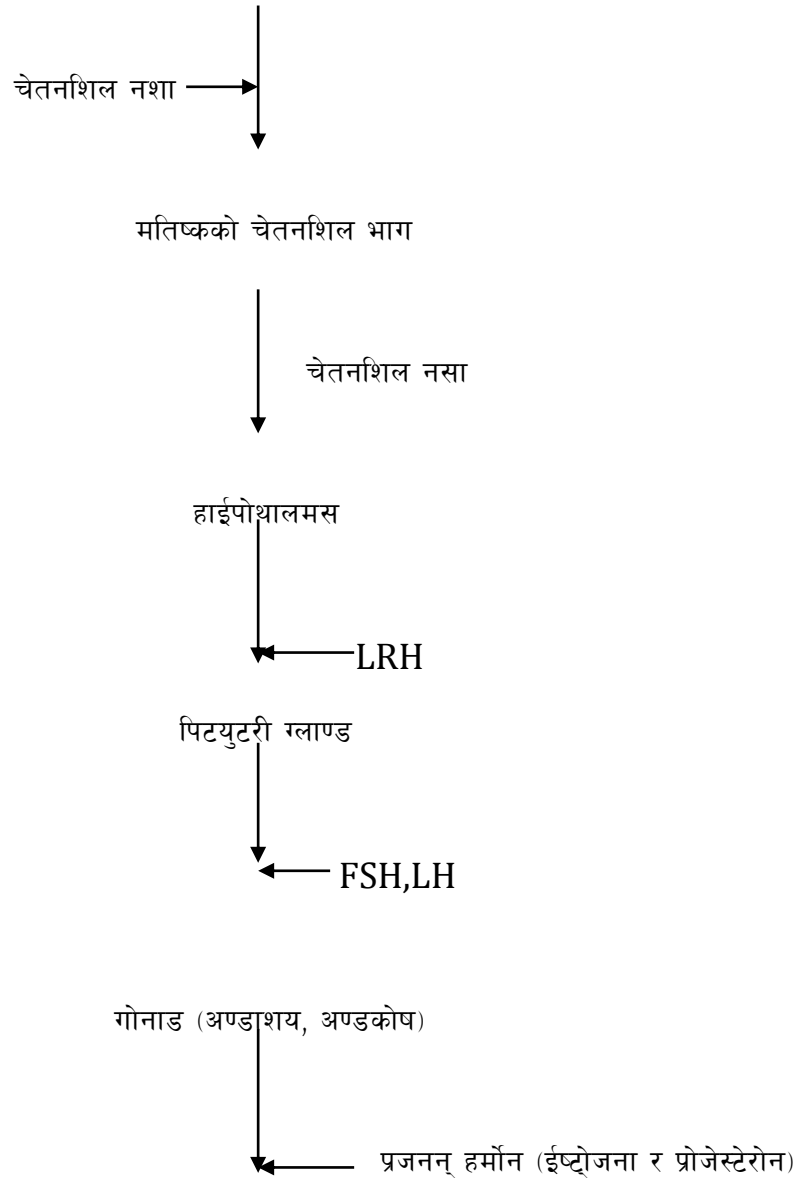 चेतनशिल नशा
मतिष्कको चेतनशिल भाग
चेतनशिल नसा
हाईपोथालमस
LRH
पिटयुटरी ग्लाण्ड
FSH,LH
गोनाड (अण्डाशय, अण्डकोष)
प्रजनन् हर्मोन (ईष्ट्रोजना र प्रोजेस्टेरोन)